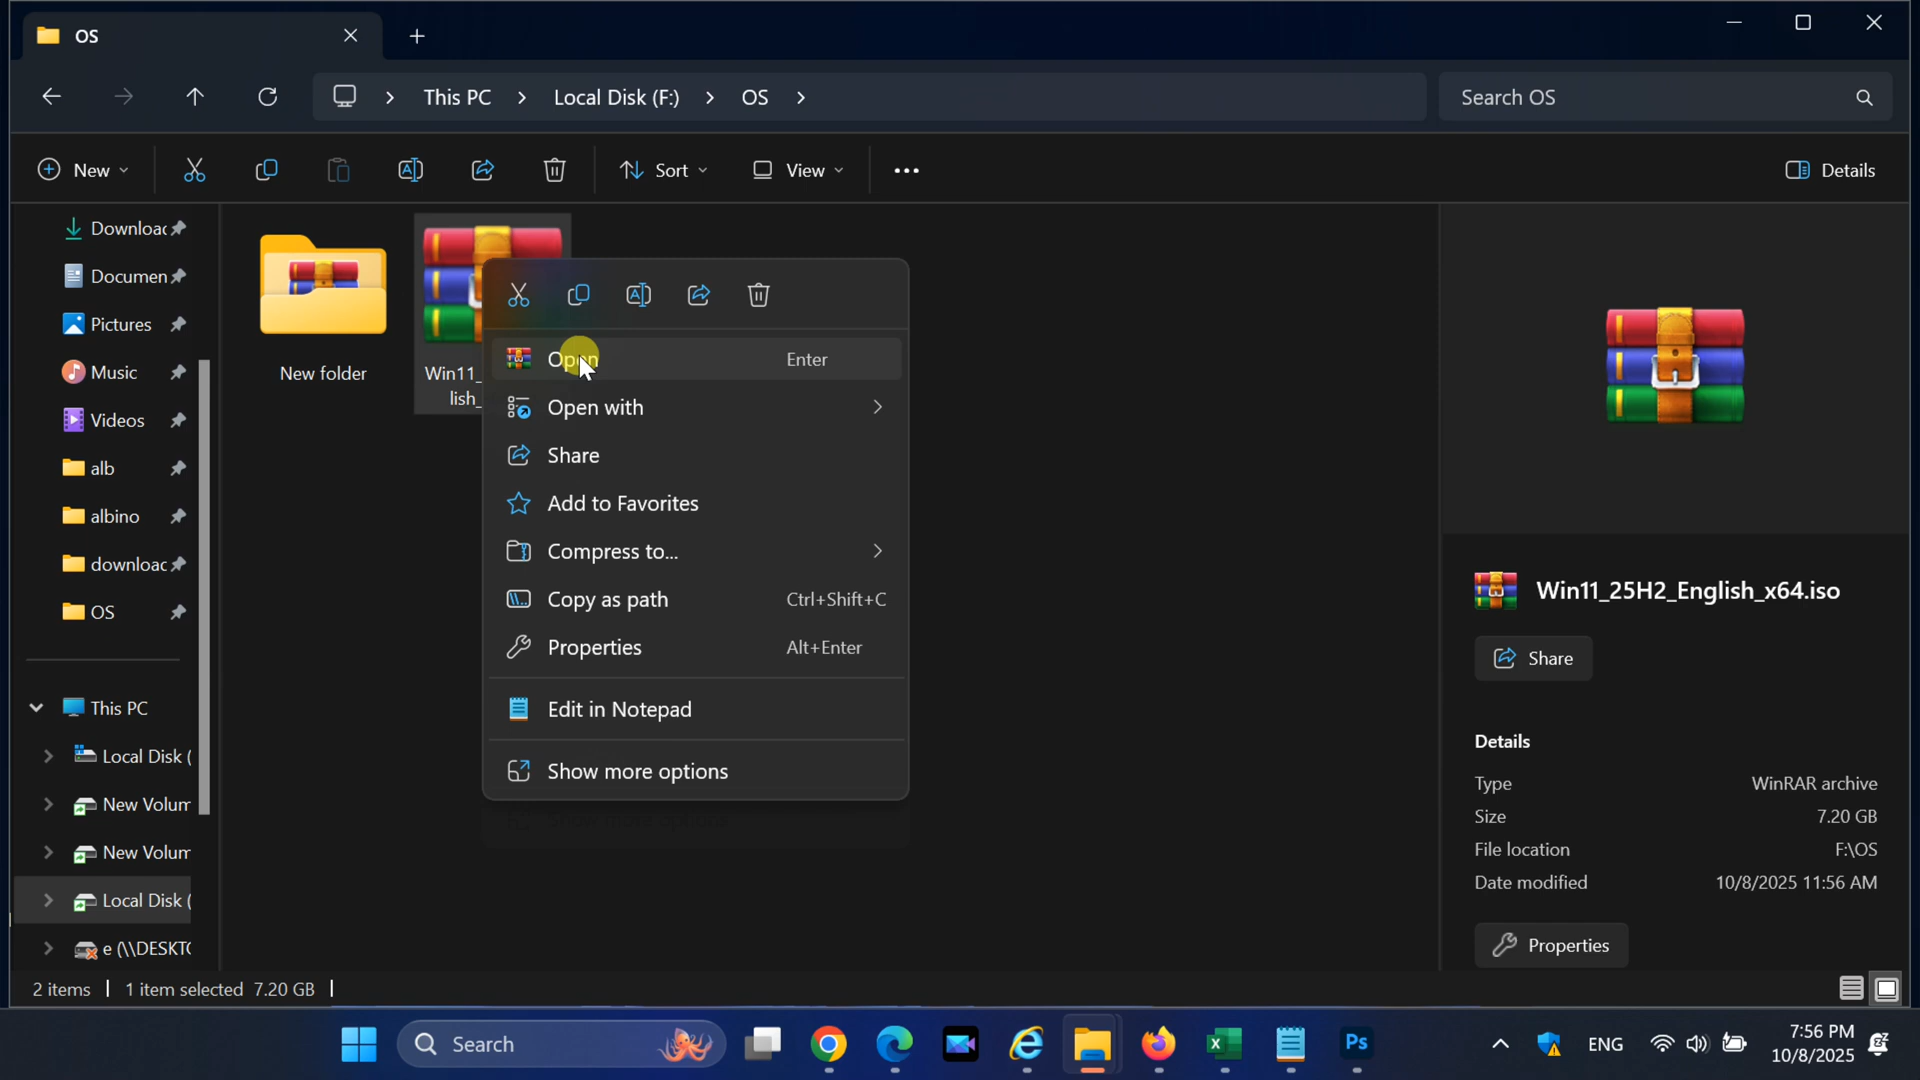 OS
This PC
Local Disk (F:)
OS
Search OS
New
Sort
View
Details
Downloac
Documen
Pictures
Music
Videos
alb
albino
downloac
OS
This PC
Local Disk (
New Volum
New Volum
Local Disk (
e (\\DESKTO
New folder
Win11_
lish_
Open Enter
Open with
Share
Add to Favorites
Compress to...
Copy as path Ctrl+Shift+C
Properties Alt+Enter
Edit in Notepad
Show more options
Win11_25H2_English_x64.iso
Share
Details
Type WinRAR archive
Size 7.20 GB
File location F:\OS
Date modified 10/8/2025 11:56 AM
Properties
2 items 1 item selected 7.20 GB
Search
Ps
ENG
7:56 PM
10/8/2025